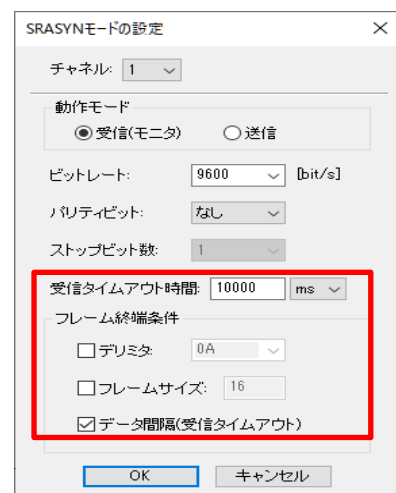 SRASYNモードの設定
チャネル: 1
動作モード
受信(モニタ) 送信
ビットレート: 9600 [bit/s]
パリティビット: なし
ストップビット数: 1
受信タイムアウト時間: 10000 ms
フレーム終端条件
デリミタ: 0A
フレームサイズ: 16
データ間隔(受信タイムアウト)
OK キャンセル